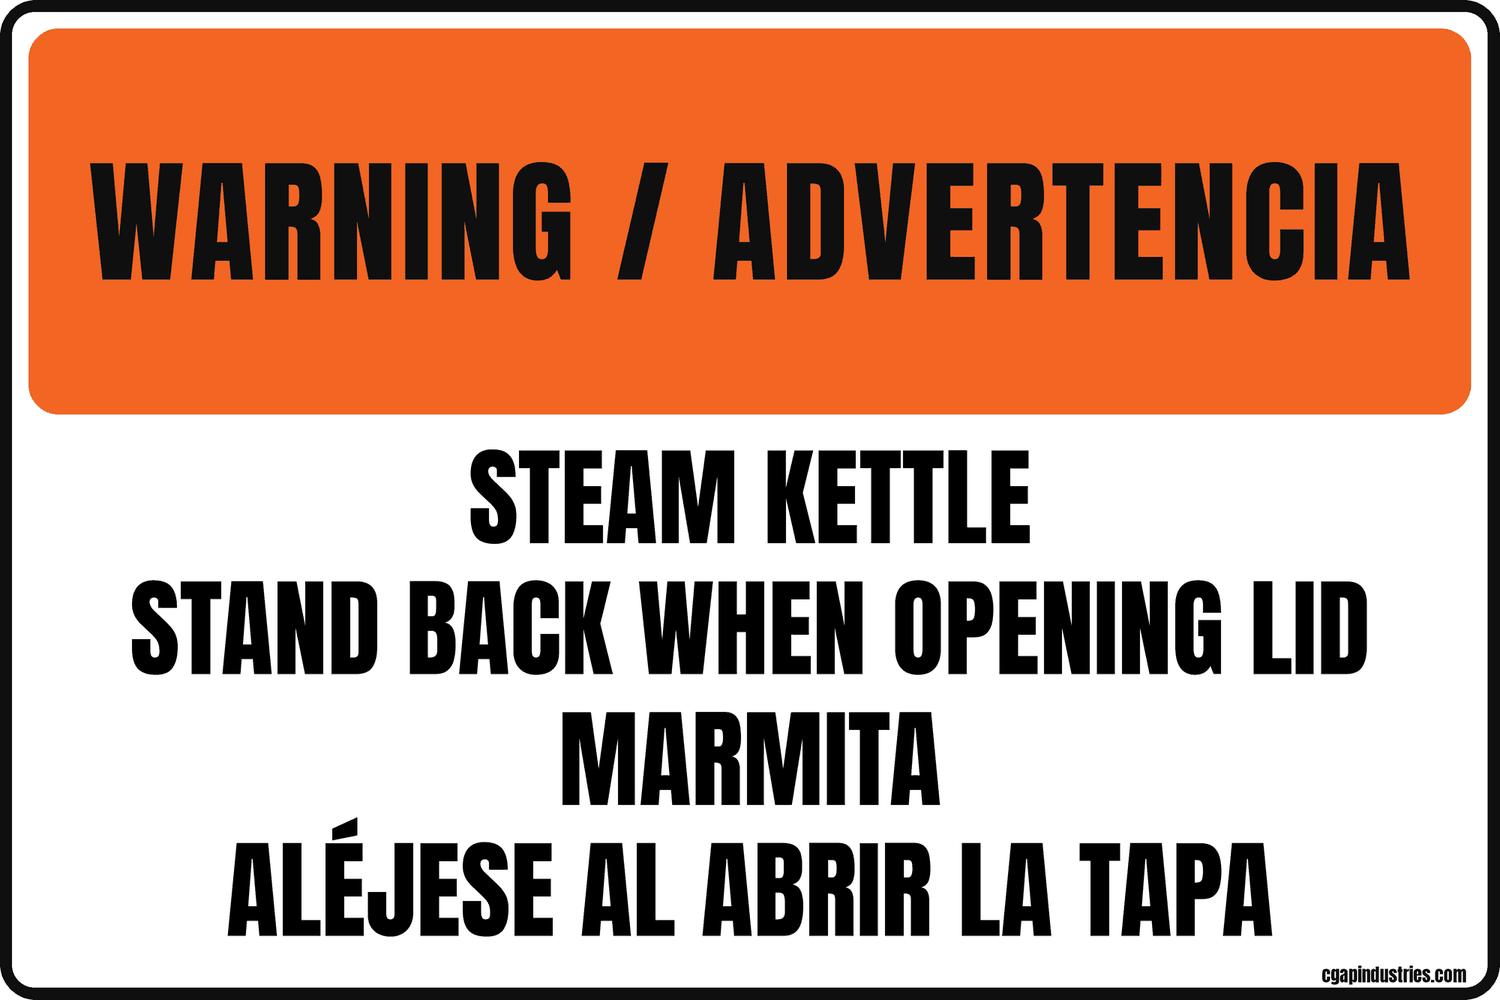 WARNING / ADVERTENCIA
STEAM KETTLE
STAND BACK WHEN OPENING LID
MARMITA
ALÉJESE AL ABRIR LA TAPA
cgapindustries.com